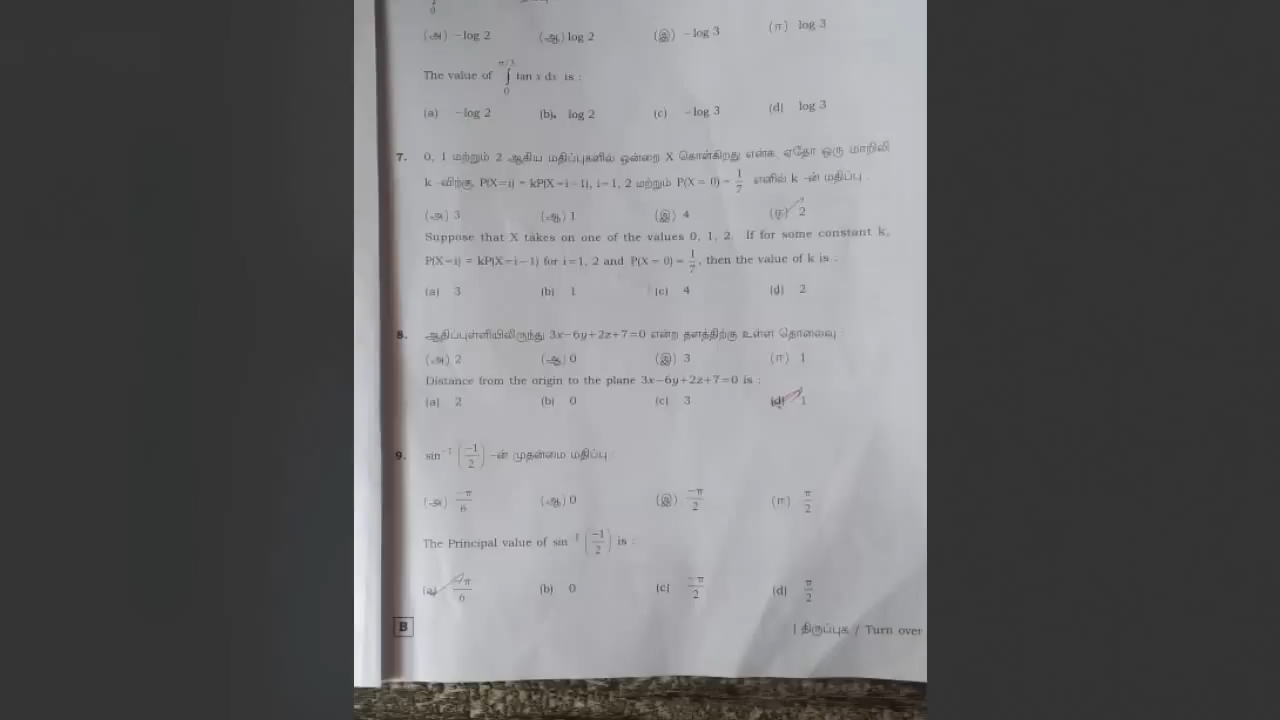 0
(அ) −log 2 (ஆ) log 2 (இ) −log 3 (ஈ) log 3
The value of ∫₀^{π/3} tan x dx is :
(a) −log 2 (b) log 2 (c) −log 3 (d) log 3
7. 0, 1 மற்றும் 2 ஆகிய மதிப்புகளில் ஒன்றை X கொள்கிறது என்க. ஏதோ ஒரு மாறிலி
k -விற்கு, P(X=i) = kP(X=i−1), i=1, 2 மற்றும் P(X = 0) = 1/7 எனில் k -ன் மதிப்பு :
(அ) 3 (ஆ) 1 (இ) 4 (ஈ) 2
Suppose that X takes on one of the values 0, 1, 2. If for some constant k,
P(X=i) = kP(X=i−1) for i=1, 2 and P(X = 0) = 1/7, then the value of k is :
(a) 3 (b) 1 (c) 4 (d) 2
8. ஆதிப்புள்ளியிலிருந்து 3x−6y+2z+7=0 என்ற தளத்திற்கு உள்ள தொலைவு :
(அ) 2 (ஆ) 0 (இ) 3 (ஈ) 1
Distance from the origin to the plane 3x−6y+2z+7=0 is :
(a) 2 (b) 0 (c) 3 (d) 1
9. sin⁻¹(−1/2) -ன் முதன்மை மதிப்பு :
(அ) −π/6 (ஆ) 0 (இ) −π/2 (ஈ) π/2
The Principal value of sin⁻¹(−1/2) is :
(a) −π/6 (b) 0 (c) −π/2 (d) π/2
B
[ திருப்புக / Turn over